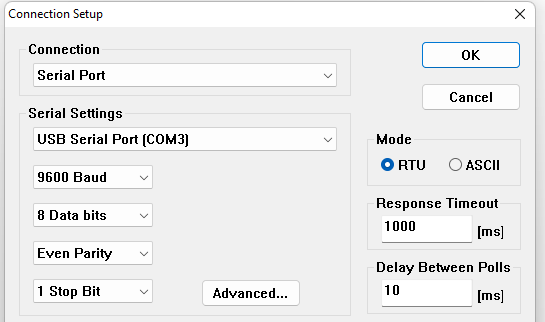 Connection Setup
Connection
Serial Port
OK
Cancel
Serial Settings
USB Serial Port (COM3)
9600 Baud
8 Data bits
Even Parity
1 Stop Bit
Advanced...
Mode
RTU
ASCII
Response Timeout
1000
[ms]
Delay Between Polls
10
[ms]